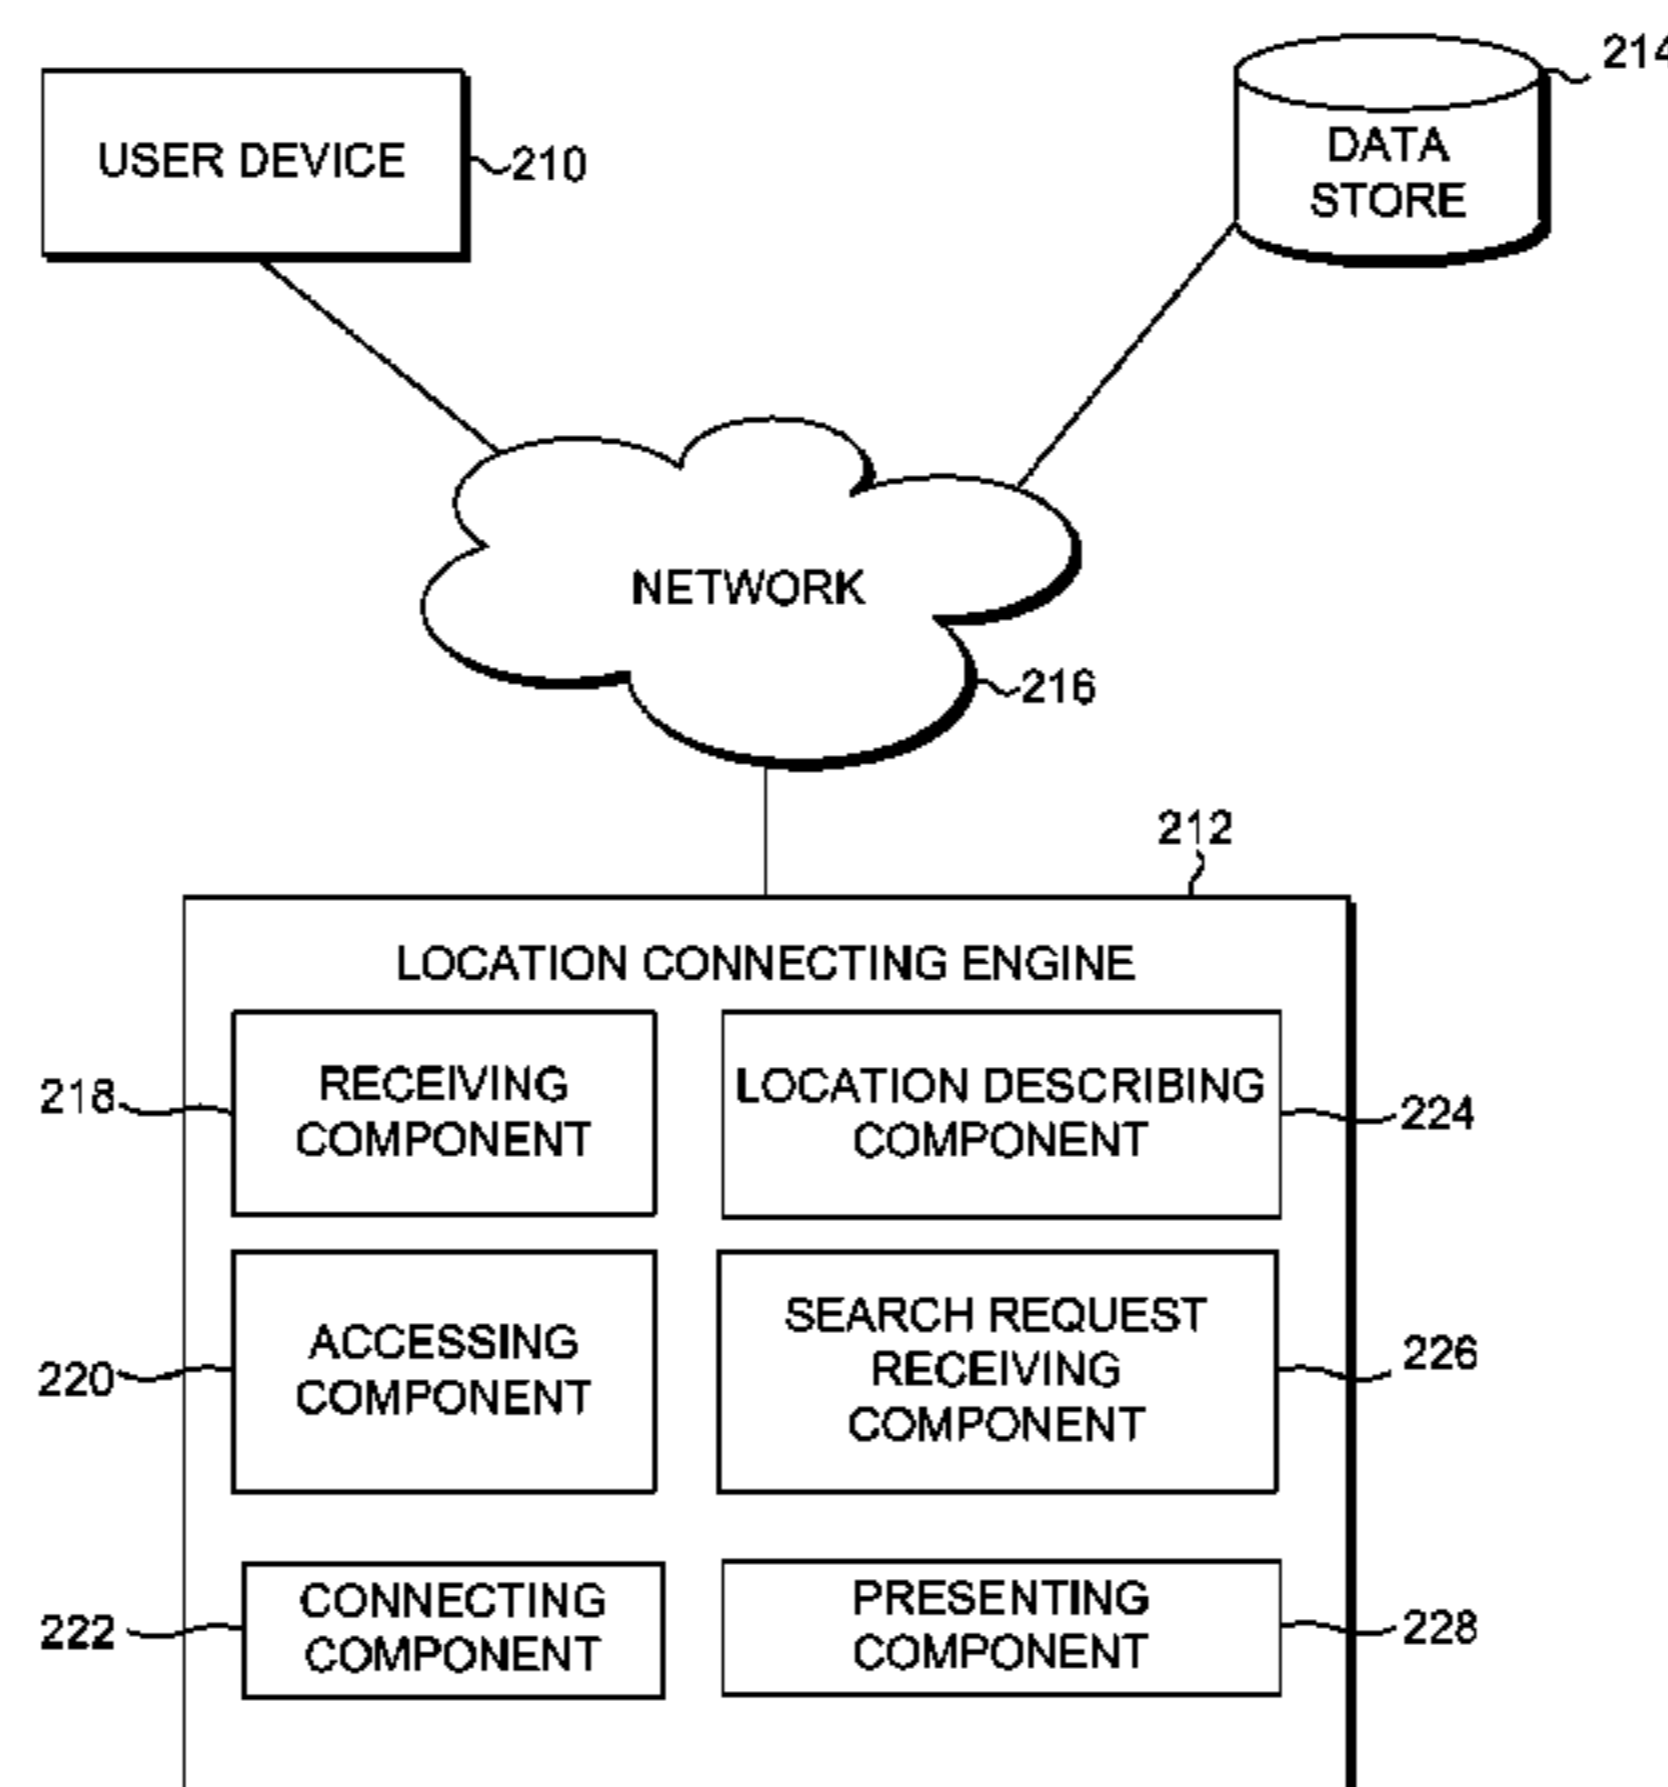 214
USER DEVICE
210
DATA
STORE
NETWORK
216
212
LOCATION CONNECTING ENGINE
218
RECEIVING
COMPONENT
LOCATION DESCRIBING
COMPONENT
224
220
ACCESSING
COMPONENT
SEARCH REQUEST
RECEIVING
COMPONENT
226
222
CONNECTING
COMPONENT
PRESENTING
COMPONENT
228